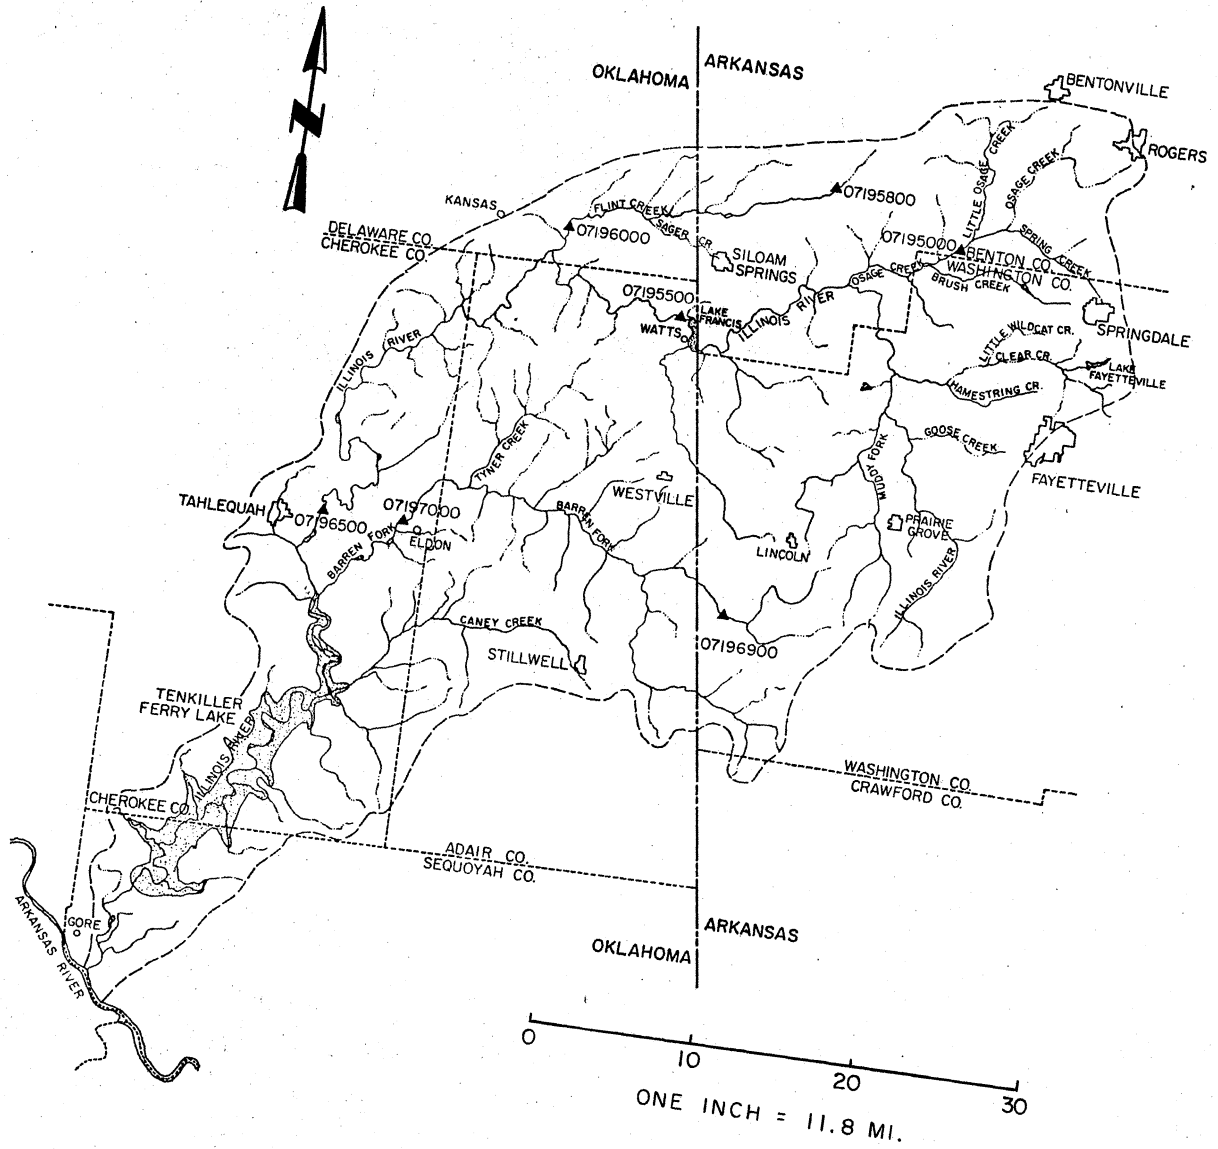 OKLAHOMA
ARKANSAS
BENTONVILLE
ROGERS
LITTLE OSAGE CREEK
OSAGE CREEK
07195800
KANSAS
FLINT CREEK
SAGER CR.
07196000
DELAWARE CO.
CHEROKEE CO.
SILOAM
SPRINGS
07195000
BENTON CO.
WASHINGTON CO.
SPRING CREEK
BRUSH CREEK
OSAGE CREEK
07195500
LAKE
FRANCIS
WATTS
ILLINOIS RIVER
SPRINGDALE
ILLINOIS RIVER
LITTLE WILDCAT CR.
CLEAR CR.
LAKE
FAYETTEVILLE
HAMESTRING CR.
GOOSE CREEK
FAYETTEVILLE
TYNER CREEK
MUDDY FORK
WESTVILLE
TAHLEQUAH
07196500
07197000
ELDON
BARREN FORK
BARREN FORK
LINCOLN
PRAIRIE
GROVE
ILLINOIS RIVER
CANEY CREEK
STILLWELL
07196900
TENKILLER
FERRY LAKE
ILLINOIS RIVER
CHEROKEE CO.
WASHINGTON CO.
CRAWFORD CO.
ADAIR CO.
SEQUOYAH CO.
GORE
ARKANSAS RIVER
OKLAHOMA
ARKANSAS
0
10
20
30
ONE INCH = 11.8 MI.